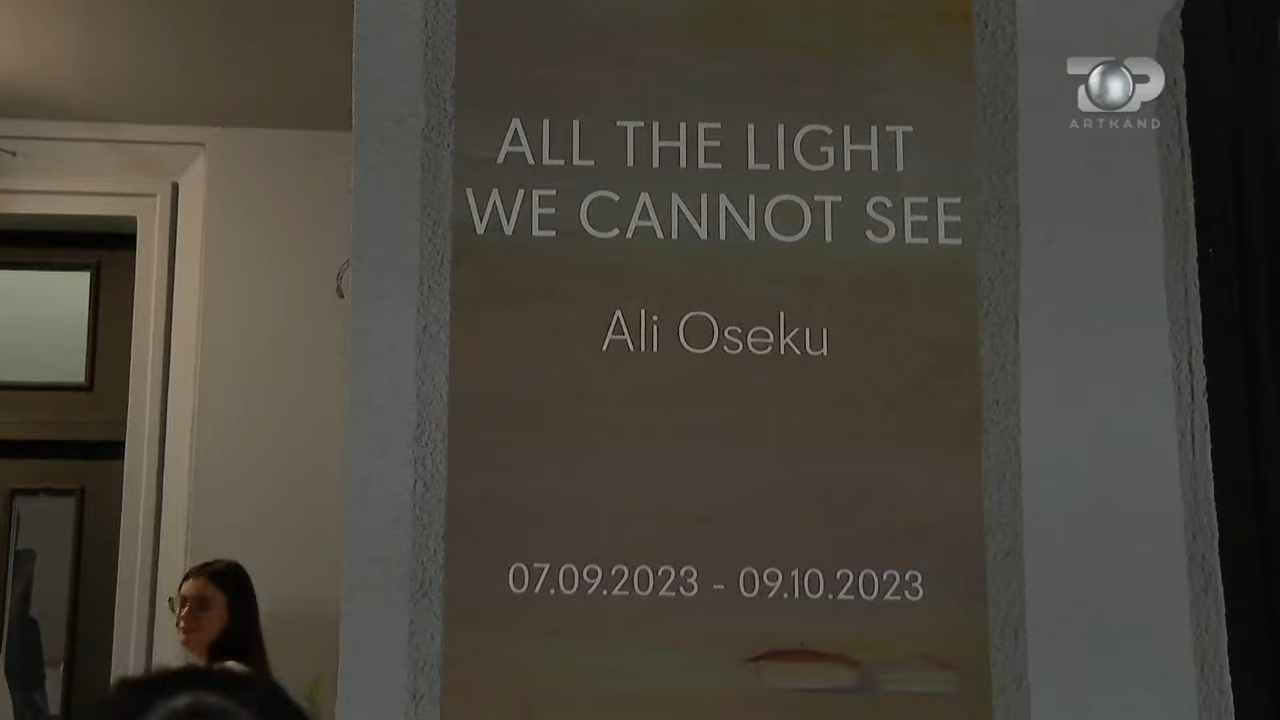 TOP
ARTKAND
ALL THE LIGHT
WE CANNOT SEE
Ali Oseku
07.09.2023 - 09.10.2023